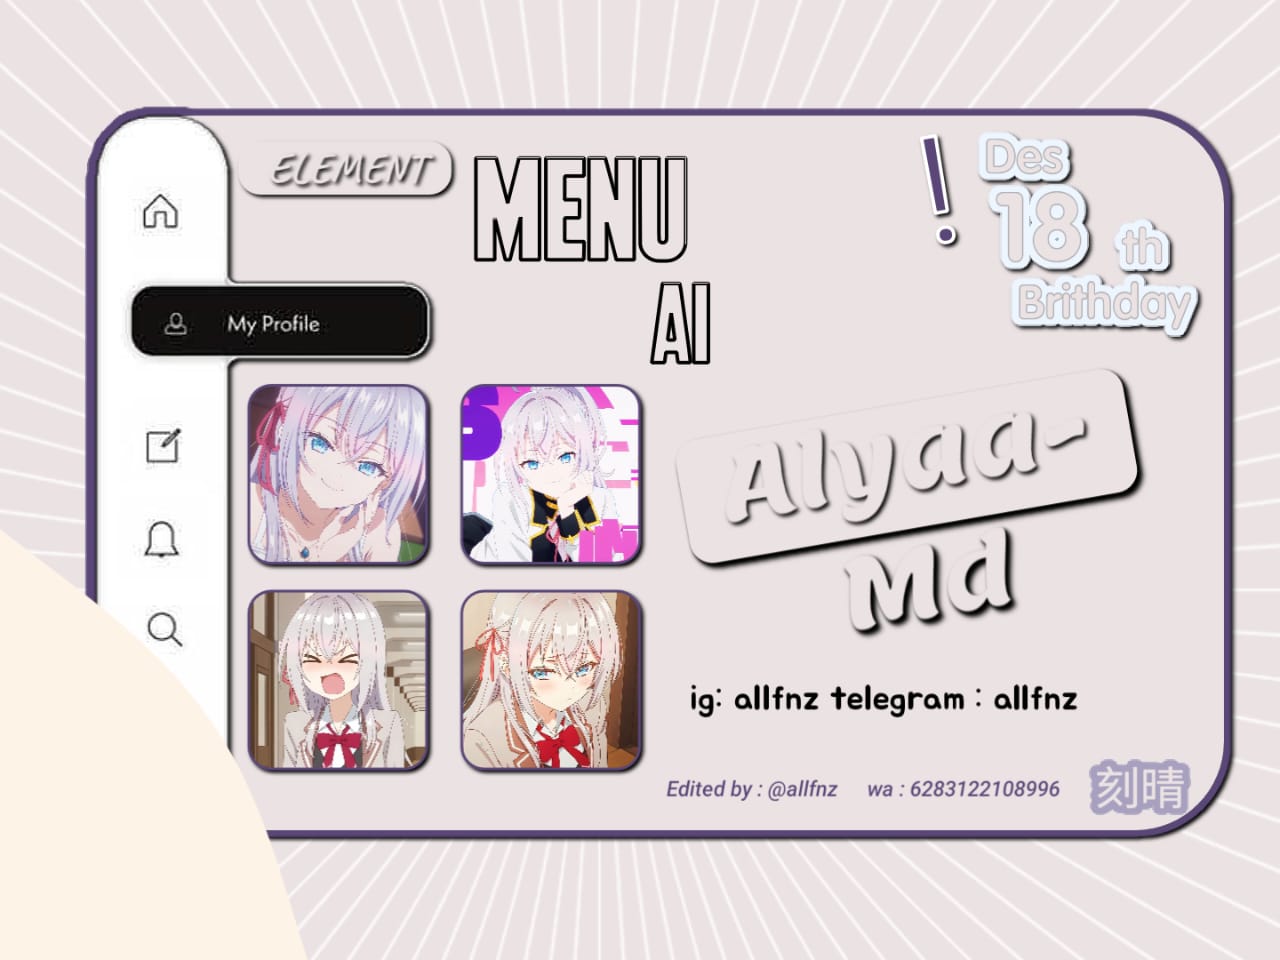 ELEMENT
MENU
AI
! Des
18 th
Brithday
My Profile
Alyaa-
Md
ig: allfnz telegram : allfnz
Edited by : @allfnz wa : 6283122108996
刻晴